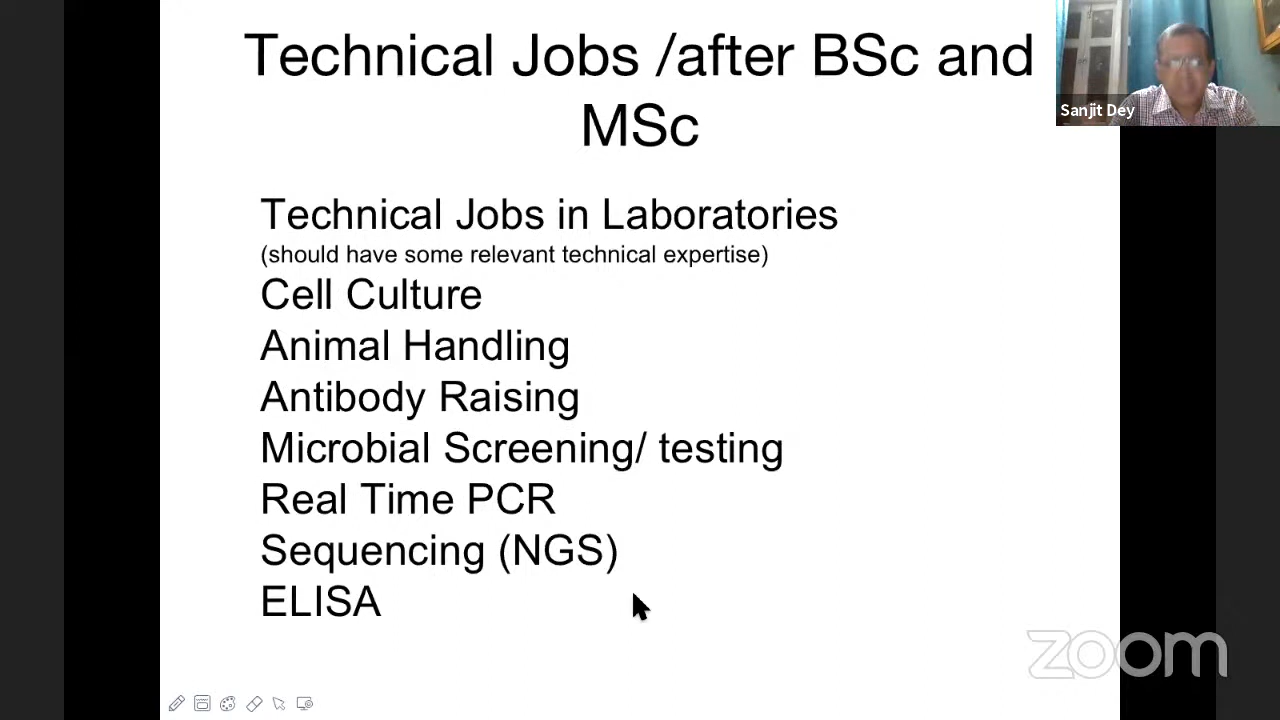 Technical Jobs /after BSc and
MSc
Sanjit Dey
Technical Jobs in Laboratories
(should have some relevant technical expertise)
Cell Culture
Animal Handling
Antibody Raising
Microbial Screening/ testing
Real Time PCR
Sequencing (NGS)
ELISA
zoom